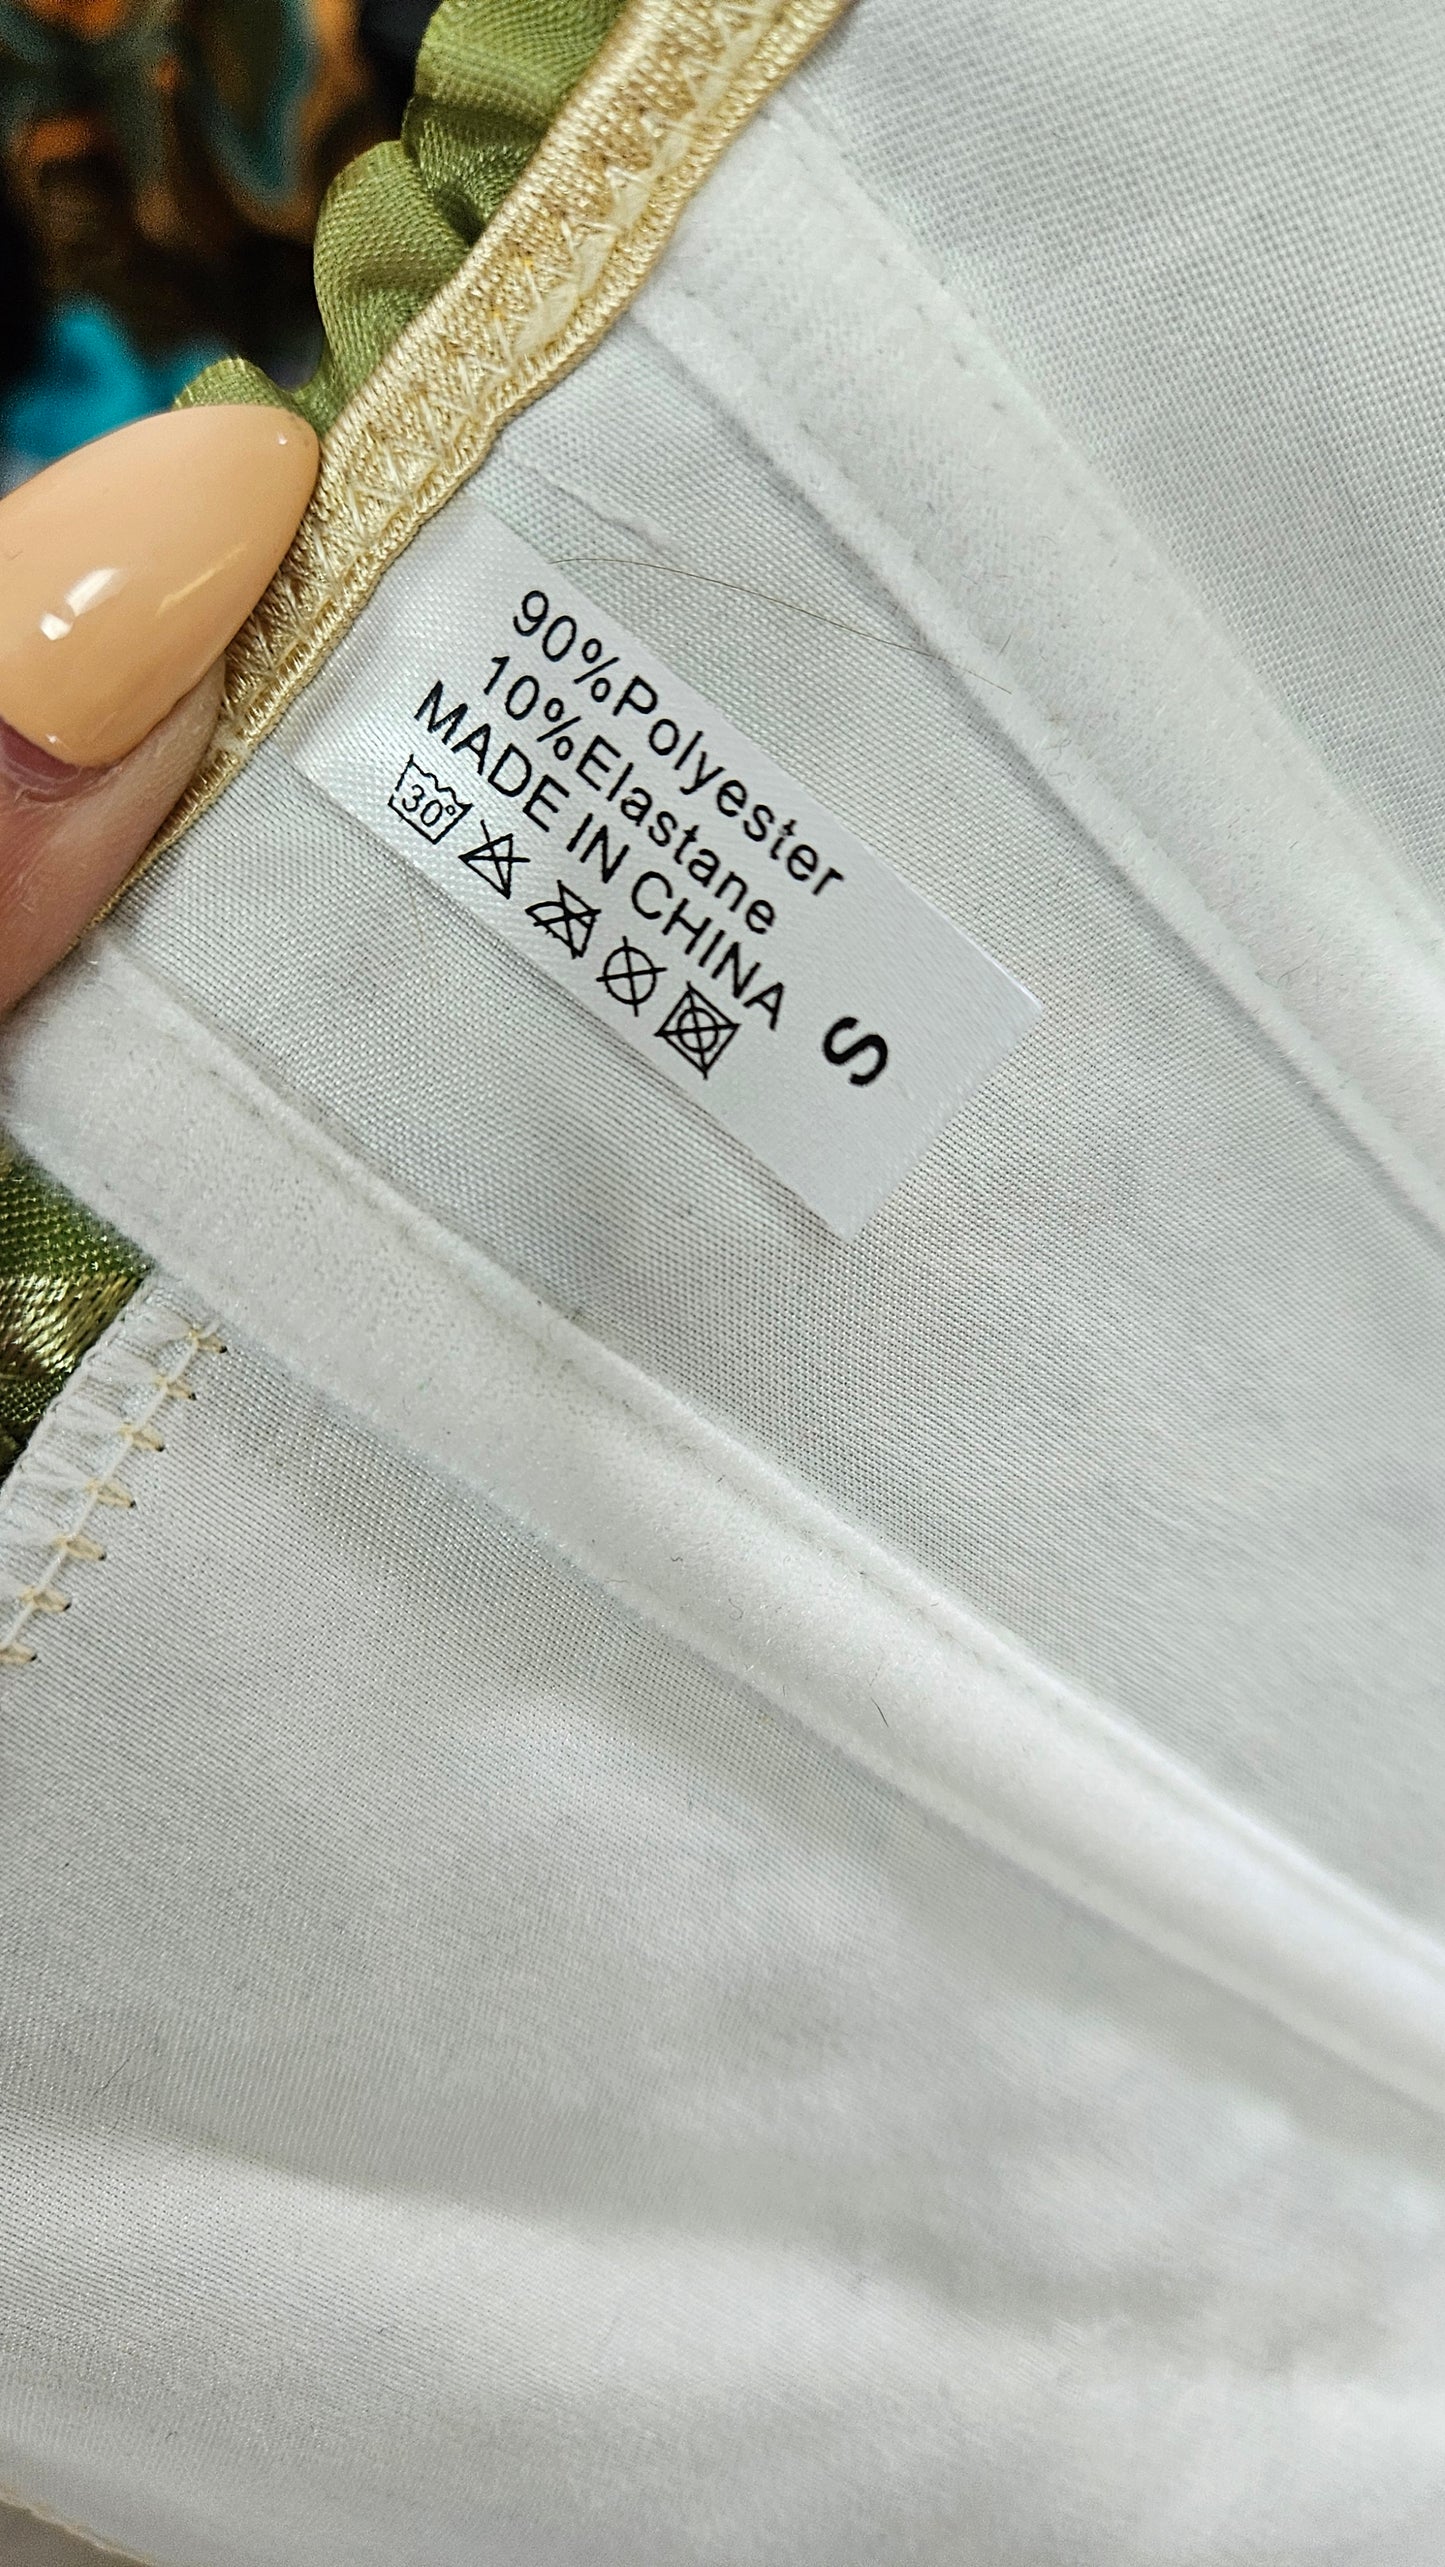 90%Polyester
10%Elastane
MADE IN CHINA
30°
S